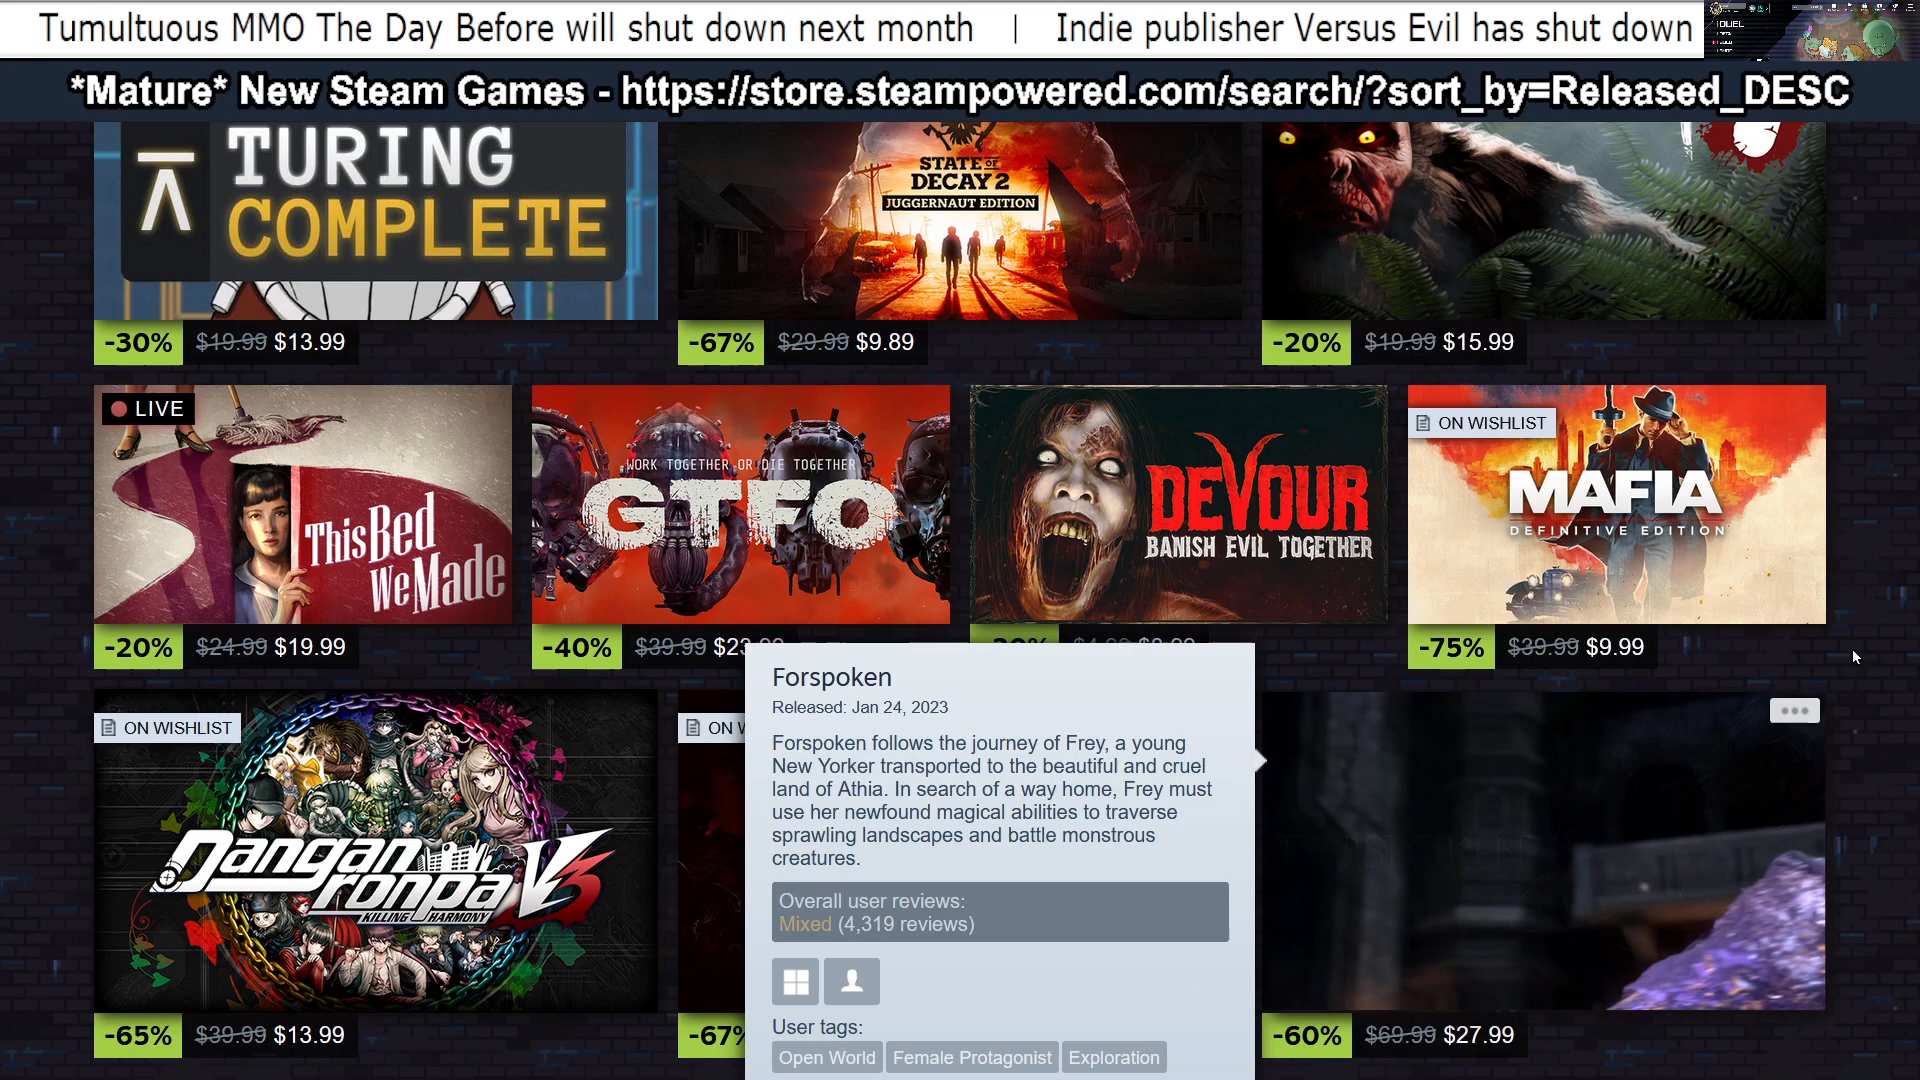 Tumultuous MMO The Day Before will shut down next month | Indie publisher Versus Evil has shut down
*Mature* New Steam Games - https://store.steampowered.com/search/?sort_by=Released_DESC
TURING
COMPLETE
STATE OF
DECAY 2
JUGGERNAUT EDITION
-30% $19.99 $13.99
-67% $29.99 $9.89
-20% $19.99 $15.99
LIVE
This Bed
We Made
WORK TOGETHER OR DIE TOGETHER
GTFO
DEVOUR
BANISH EVIL TOGETHER
ON WISHLIST
MAFIA
DEFINITIVE EDITION
-20% $24.99 $19.99
-40% $39.99
-75% $39.99 $9.99
ON WISHLIST
Danganronpa V3
KILLING HARMONY
ON W
Forspoken
Released: Jan 24, 2023
Forspoken follows the journey of Frey, a young
New Yorker transported to the beautiful and cruel
land of Athia. In search of a way home, Frey must
use her newfound magical abilities to traverse
sprawling landscapes and battle monstrous
creatures.
Overall user reviews:
Mixed (4,319 reviews)
User tags:
Open World Female Protagonist Exploration
-65% $39.99 $13.99
-67%
-60% $69.99 $27.99